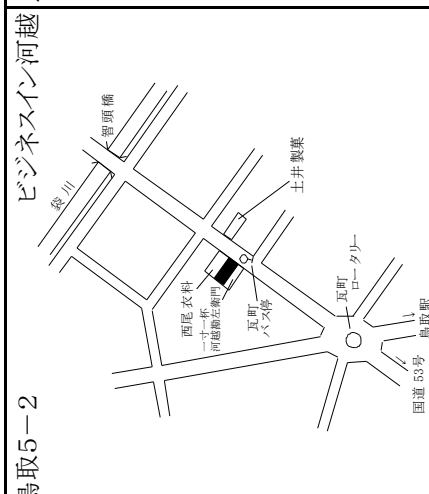 鳥取5−2
ビジネスイン河越
袋川
智頭橋
土井製菓
西尾衣料
一寸一杯
河越勘左衛門
瓦町
バス停
瓦町
ロータリー
国道53号
鳥取駅